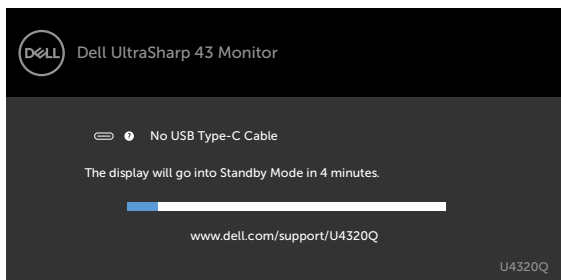 DELL
Dell UltraSharp 43 Monitor
? No USB Type-C Cable
The display will go into Standby Mode in 4 minutes.
www.dell.com/support/U4320Q
U4320Q